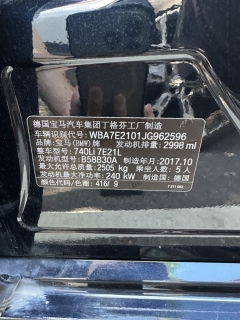 德国宝马汽车集团丁格芬工厂制造
车辆识别代号: WBA7E2101JG962596
品牌: 宝马(BMW)牌 发动机排量: 2998 ml
整车型号: 740Li 7E21L
发动机型号: B58B30A 制造年月: 2017.10
最大允许总质量: 2505 kg 乘坐人数: 5 人
发动机最大净功率: 240 kW 制造国: 德国
颜色代码: 416/ 9